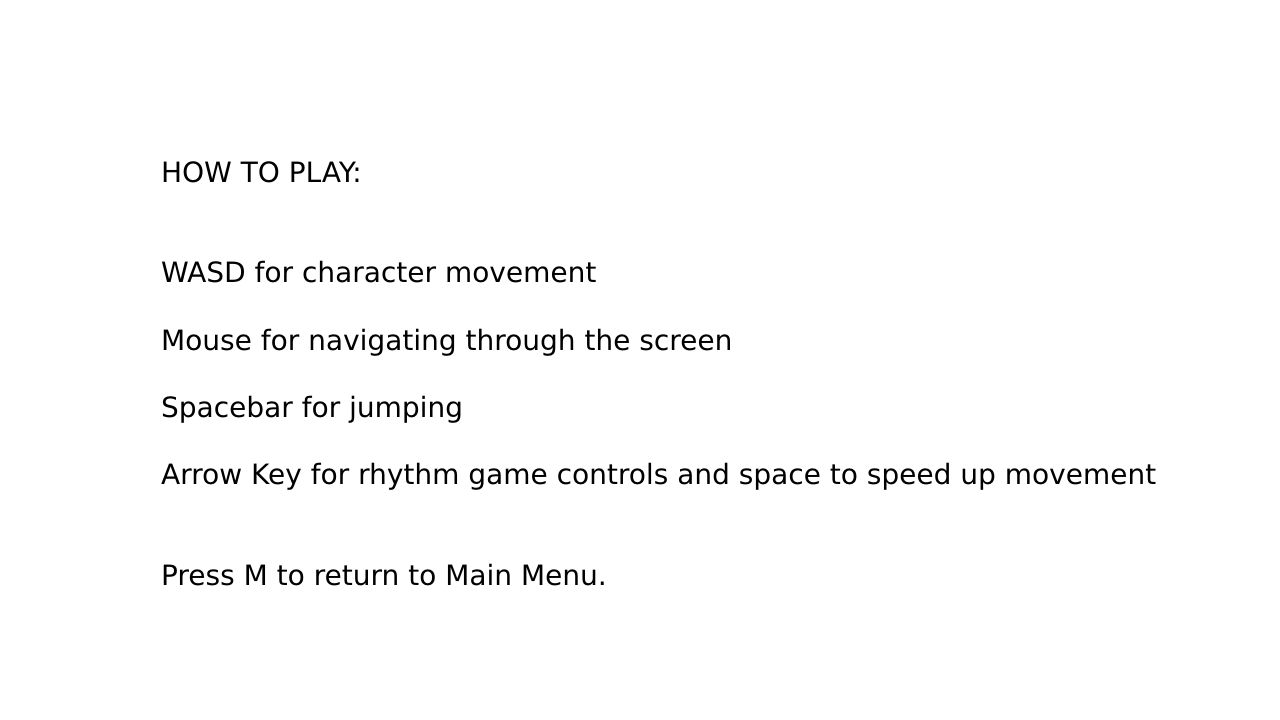 HOW TO PLAY:
WASD for character movement
Mouse for navigating through the screen
Spacebar for jumping
Arrow Key for rhythm game controls and space to speed up movement
Press M to return to Main Menu.